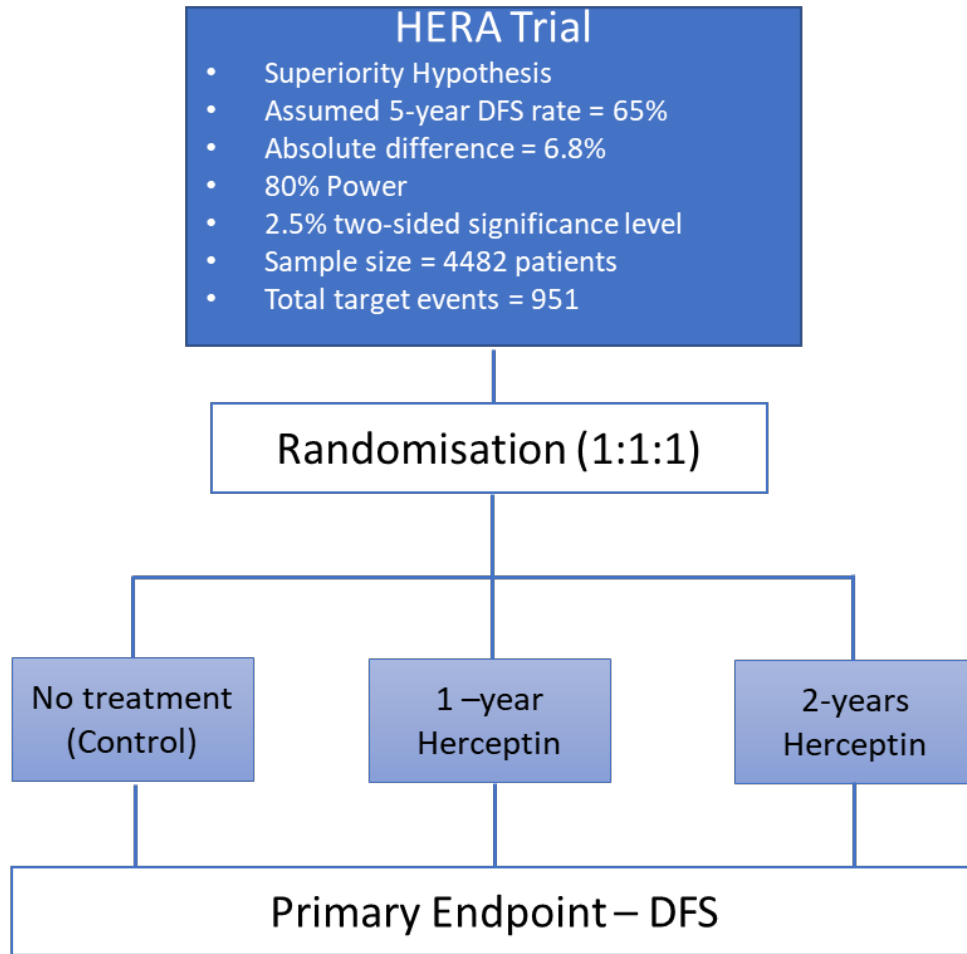 HERA Trial
• Superiority Hypothesis
• Assumed 5-year DFS rate = 65%
• Absolute difference = 6.8%
• 80% Power
• 2.5% two-sided significance level
• Sample size = 4482 patients
• Total target events = 951
Randomisation (1:1:1)
No treatment
(Control)
1 –year
Herceptin
2-years
Herceptin
Primary Endpoint – DFS